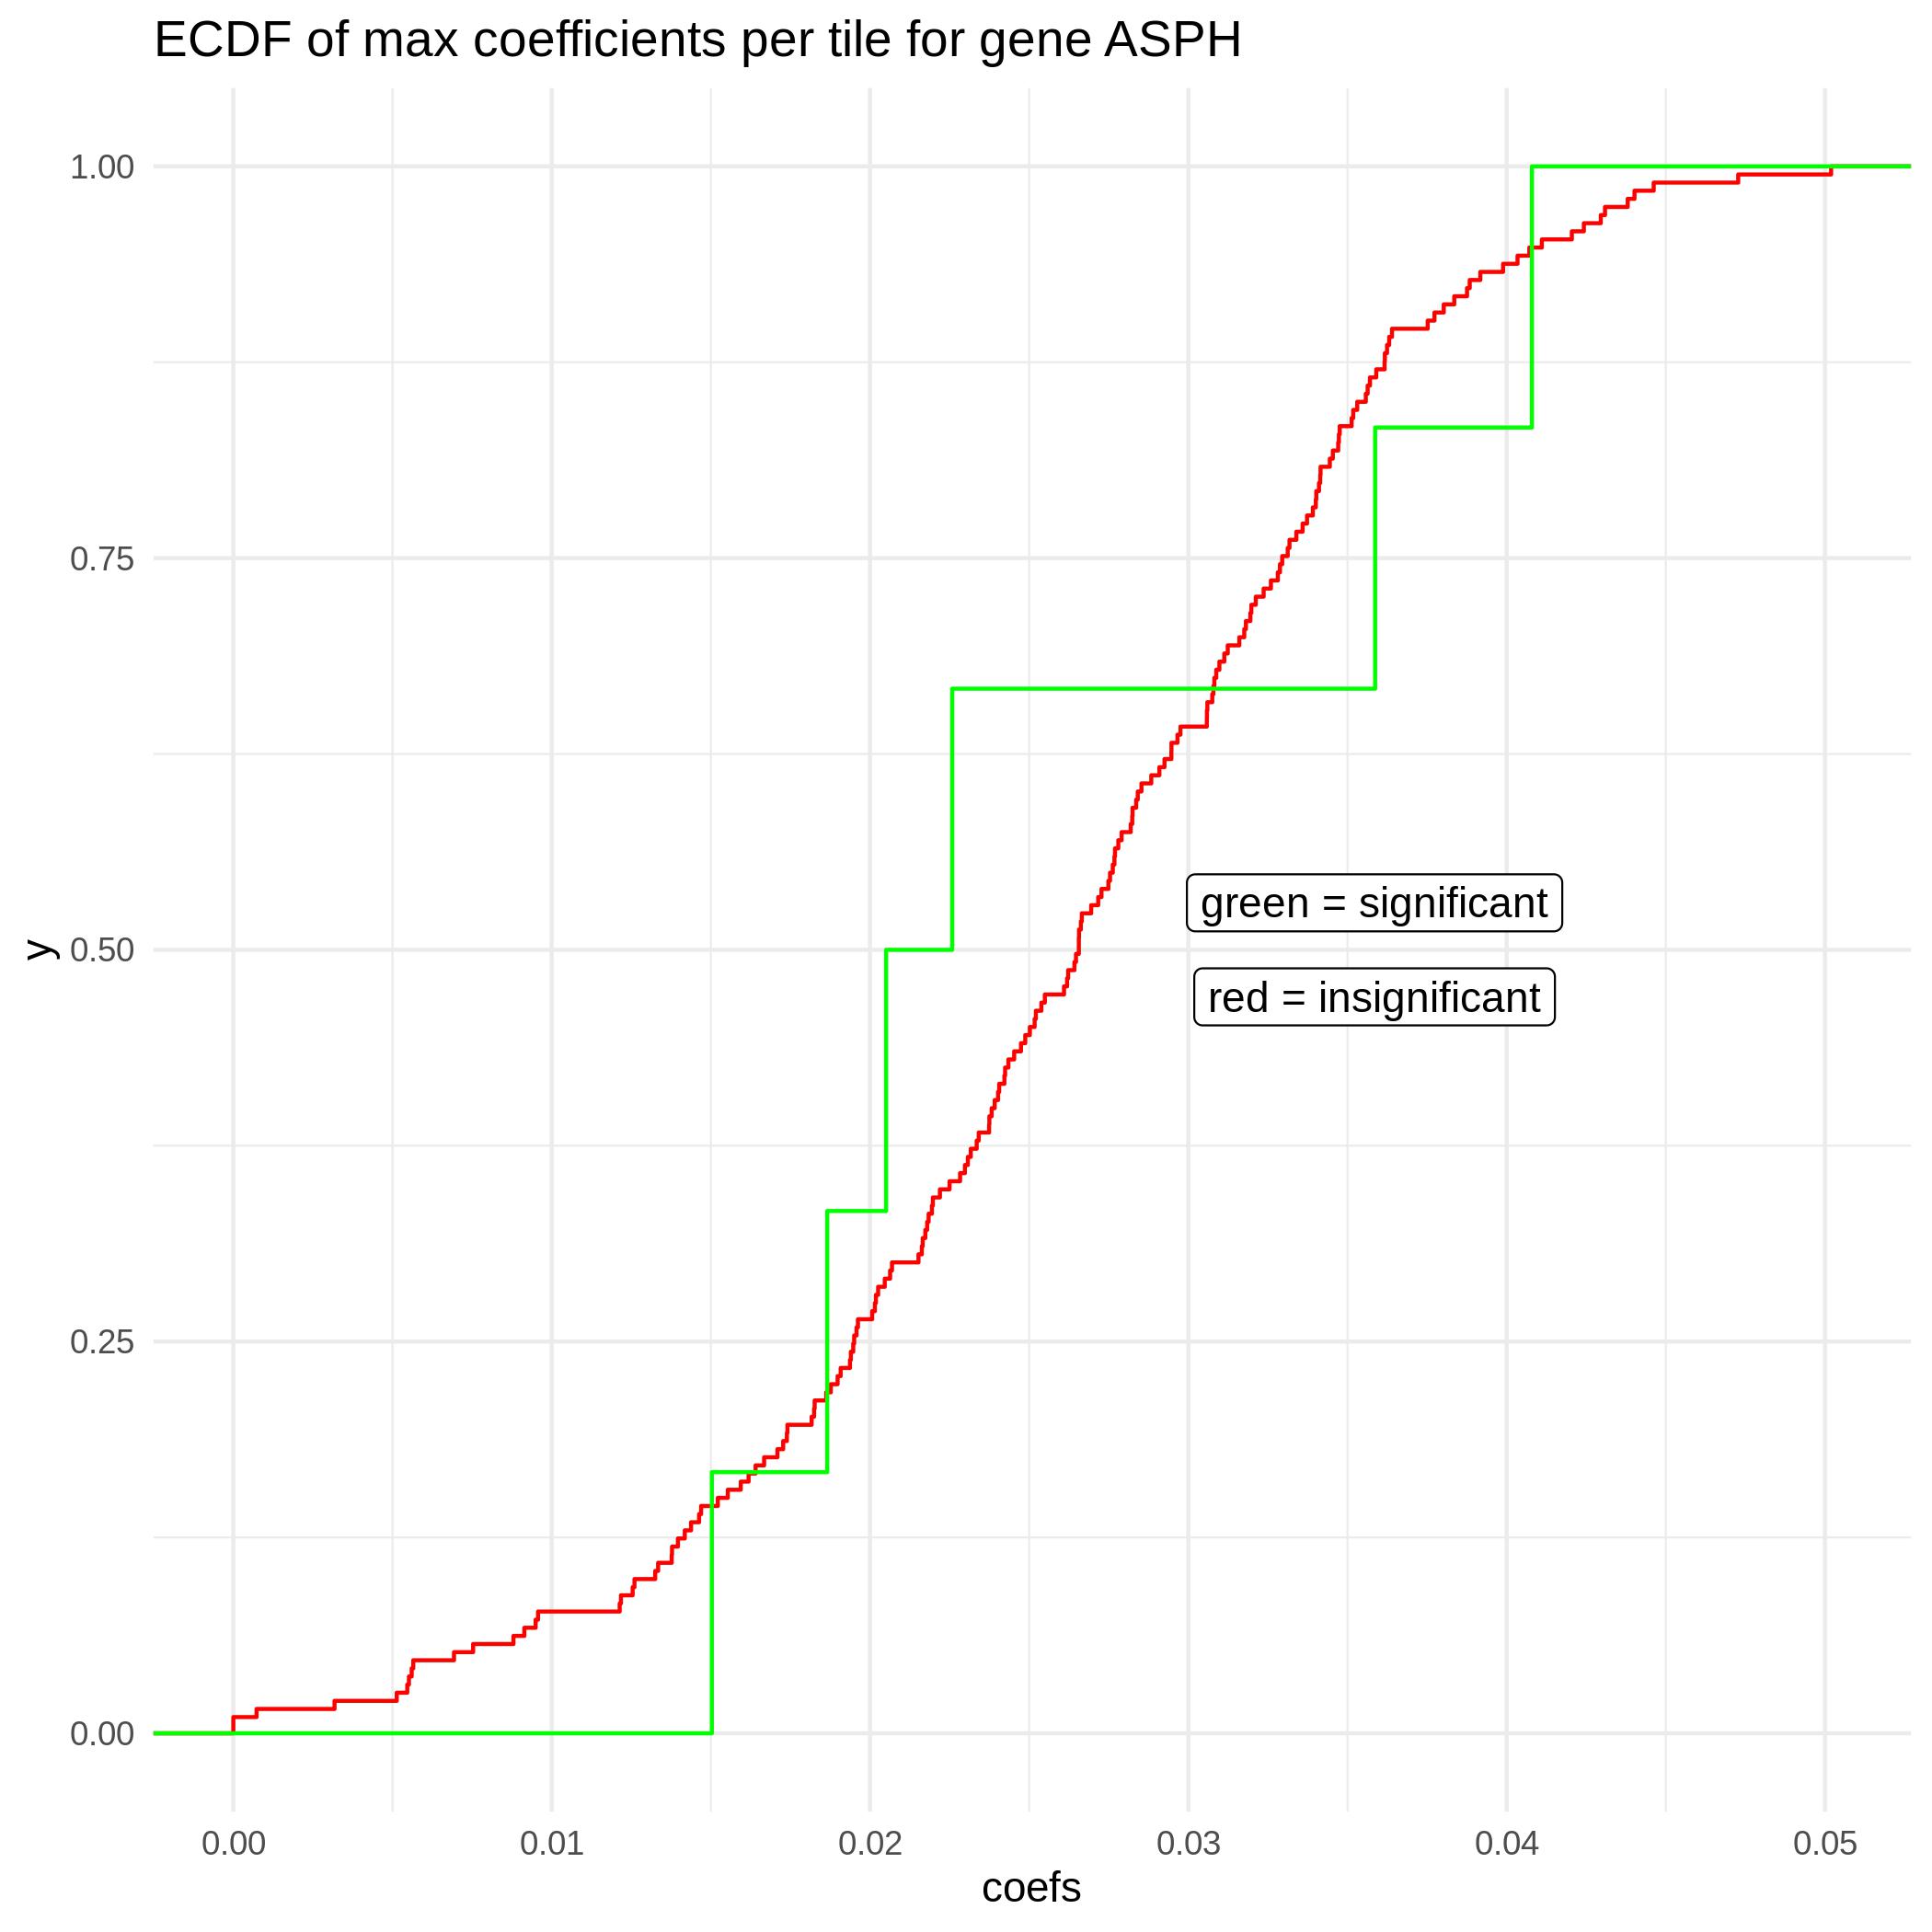 ECDF of max coefficients per tile for gene ASPH
1.00
0.75
0.50
0.25
0.00
y
green = significant
red = insignificant
0.00 0.01 0.02 0.03 0.04 0.05
coefs